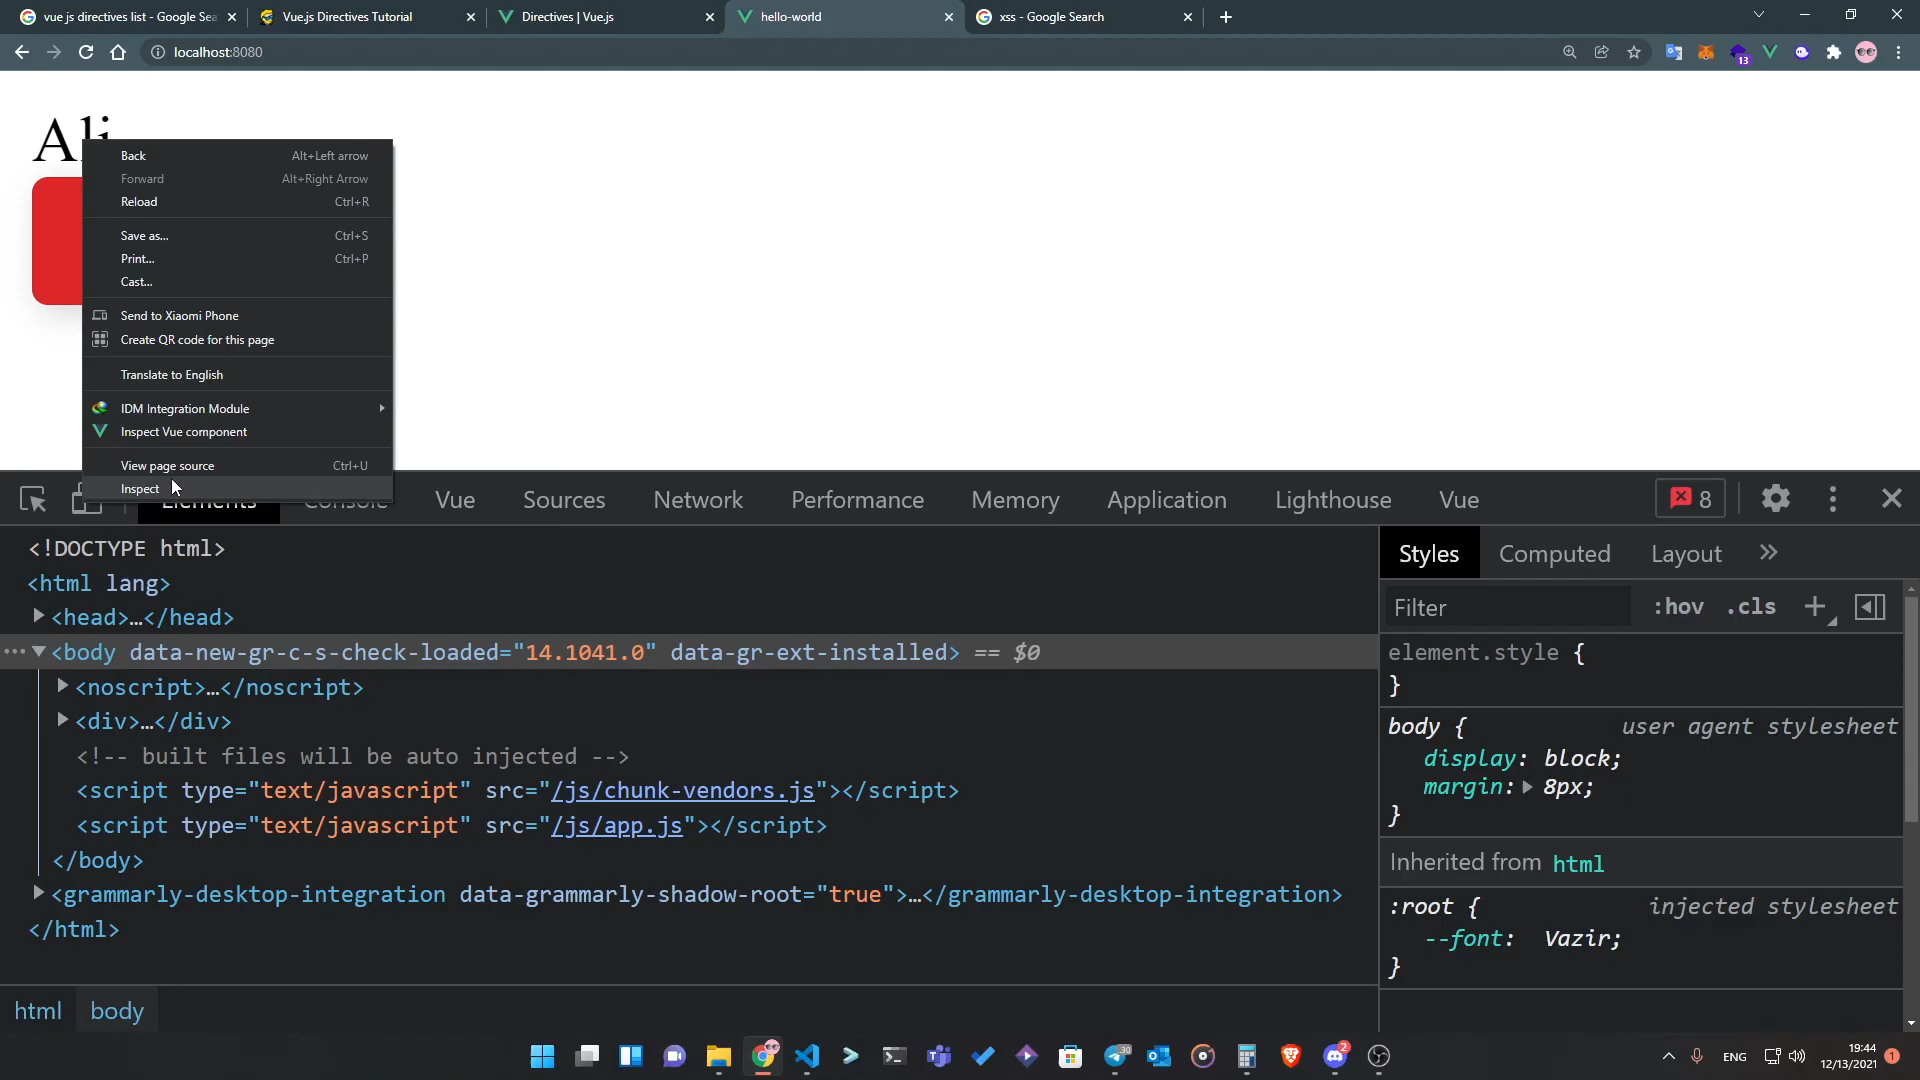 vue js directives list - Google Sea
Vue.js Directives Tutorial
Directives | Vue.js
hello-world
xss - Google Search
localhost:8080
13
Ali
Back Alt+Left arrow
Forward Alt+Right Arrow
Reload Ctrl+R
Save as... Ctrl+S
Print... Ctrl+P
Cast...
Send to Xiaomi Phone
Create QR code for this page
Translate to English
IDM Integration Module
Inspect Vue component
View page source Ctrl+U
Inspect
Elements Console Vue Sources Network Performance Memory Application Lighthouse Vue 8
<!DOCTYPE html>
<html lang>
<head>…</head>
<body data-new-gr-c-s-check-loaded="14.1041.0" data-gr-ext-installed> == $0
<noscript>…</noscript>
<div>…</div>
<!-- built files will be auto injected -->
<script type="text/javascript" src="/js/chunk-vendors.js"></script>
<script type="text/javascript" src="/js/app.js"></script>
</body>
<grammarly-desktop-integration data-grammarly-shadow-root="true">…</grammarly-desktop-integration>
</html>
html body
Styles Computed Layout
Filter :hov .cls
element.style {
}
body { user agent stylesheet
display: block;
margin: 8px;
}
Inherited from html
:root { injected stylesheet
--font: Vazir;
}
30
2
ENG
19:44
12/13/2021
1